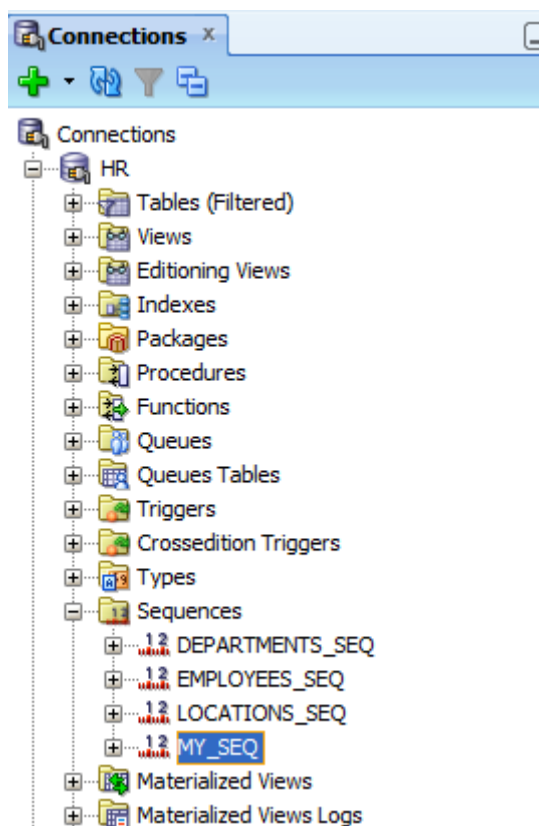 Connections
Connections
HR
Tables (Filtered)
Views
Editioning Views
Indexes
Packages
Procedures
Functions
Queues
Queues Tables
Triggers
Crossedition Triggers
Types
Sequences
DEPARTMENTS_SEQ
EMPLOYEES_SEQ
LOCATIONS_SEQ
MY_SEQ
Materialized Views
Materialized Views Logs